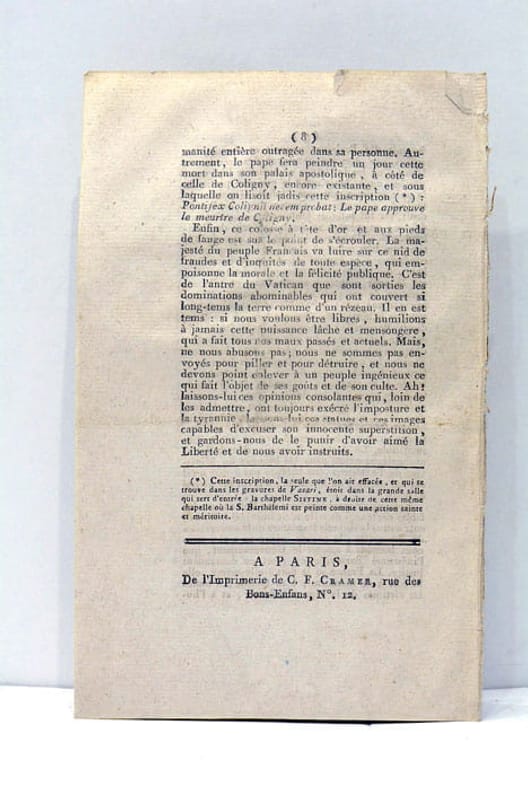 ( 8 )
manité entière outragée dans sa personne. Au-
trement, le pape fera peindre un jour cette
mort dans son palais apostolique, à côté de
celle de Coligny, encore existante, et sous
laquelle on lisoit jadis cette inscription (*) :
Pontifex Colignii necem probat : Le pape approuve
le meurtre de Coligny.
Enfin, ce colosse à tête d'or et aux pieds
de fange est sur le point de s'écrouler. La ma-
jesté du peuple Français va luire sur ce nid de
fraudes et d'iniquités de toute espèce, qui em-
poisonne la morale et la félicité publique. C'est
de l'antre du Vatican que sont sorties les
dominations abominables qui ont couvert si
long-tems la terre comme d'un rézeau. Il en est
tems : si nous voulons être libres, humilions
à jamais cette puissance lâche et mensongere,
qui a fait tous nos maux passés et actuels. Mais,
ne nous abusons pas ; nous ne sommes pas en-
voyés pour piller et pour détruire, et nous ne
devons point enlever à un peuple ingénieux ce
qui fait l'objet de ses goûts et de son culte. Ah !
laissons-lui ces opinions consolantes qui, loin de
les admettre, ont toujours exécré l'imposture et
la tyrannie, laissons-lui ces statues et ces images
capables d'excuser son innocente superstition,
et gardons-nous de le punir d'avoir aimé la
Liberté et de nous avoir instruits.
(*) Cette inscription, la seule que l'on ait effacée, et qui se
trouve dans les gravures de Vasari, étoit dans la grande salle
qui sert d'entrée à la chapelle SISTINE, à droite de cette même
chapelle où la S. Barthélemi est peinte comme une action sainte
et méritoire.
A PARIS,
De l'Imprimerie de C. F. CRAMER, rue des
Bons-Enfans, N°. 12.